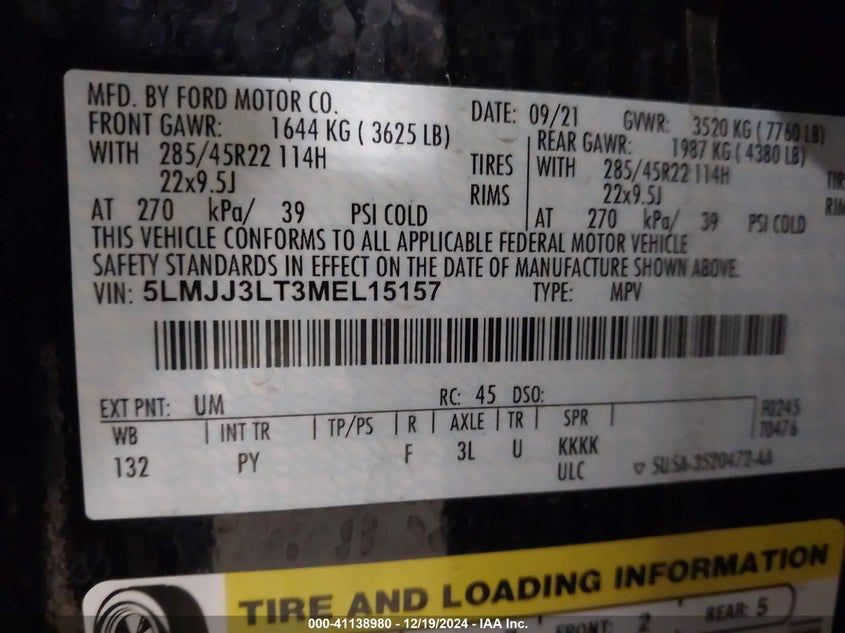 MFD. BY FORD MOTOR CO. DATE: 09/21 GVWR: 3520 KG ( 7760 LB)
FRONT GAWR: 1644 KG ( 3625 LB) REAR GAWR: 1987 KG ( 4380 LB)
WITH 285/45R22 114H TIRES WITH 285/45R22 114H
22x9.5J RIMS 22x9.5J
AT 270 kPa/ 39 PSI COLD AT 270 kPa/ 39 PSI COLD
THIS VEHICLE CONFORMS TO ALL APPLICABLE FEDERAL MOTOR VEHICLE
SAFETY STANDARDS IN EFFECT ON THE DATE OF MANUFACTURE SHOWN ABOVE.
VIN: 5LMJJ3LT3MEL15157 TYPE: MPV
EXT PNT: UM RC: 45 DSO:
WB INT TR TP/PS R AXLE TR SPR
132 PY F 3L U KKKK
ULC
TIRE AND LOADING INFORMATION
FRONT: 2 REAR: 5
000-41138980 - 12/19/2024 - IAA Inc.